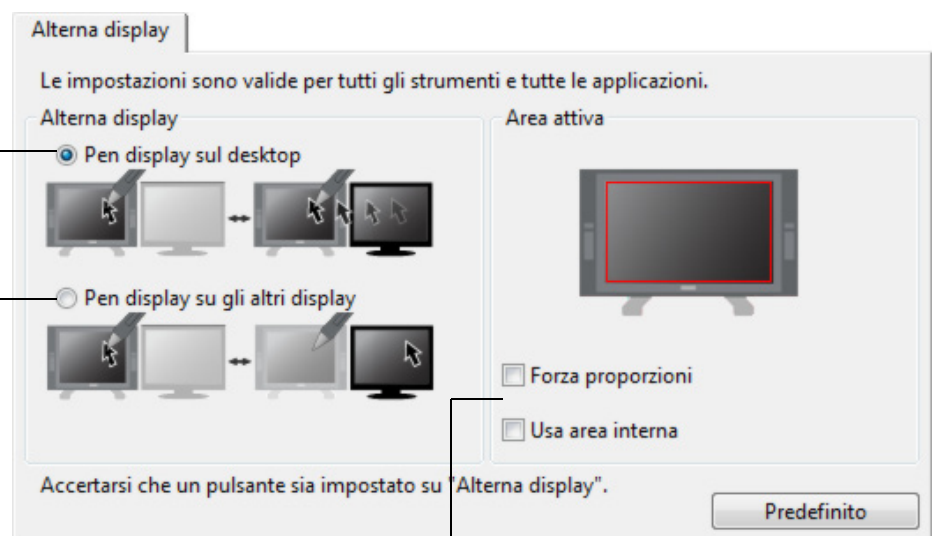 Alterna display
Le impostazioni sono valide per tutti gli strumenti e tutte le applicazioni.
Alterna display
Pen display sul desktop
Pen display su gli altri display
Area attiva
Forza proporzioni
Usa area interna
Accertarsi che un pulsante sia impostato su "Alterna display".
Predefinito